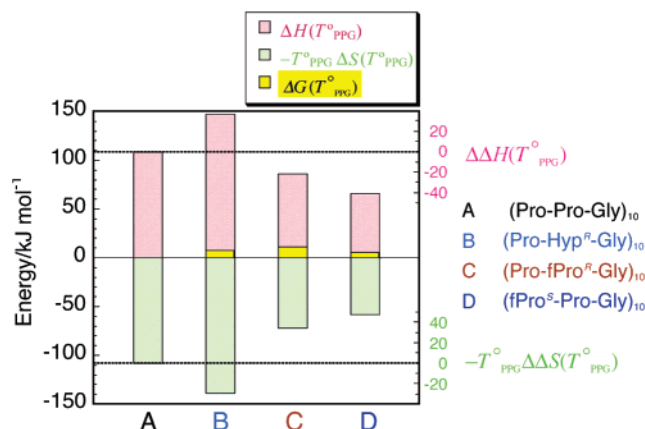 ΔH(T°PPG)
−T°PPG ΔS(T°PPG)
ΔG(T°PPG)
150
100
50
0
-50
-100
-150
Energy/kJ mol⁻¹
20
0
-20
-40
ΔΔH(T°PPG)
A (Pro-Pro-Gly)₁₀
B (Pro-Hypᴿ-Gly)₁₀
C (Pro-fProᴿ-Gly)₁₀
D (fProˢ-Pro-Gly)₁₀
40
20
0
-20
−T°PPG ΔΔS(T°PPG)
A B C D